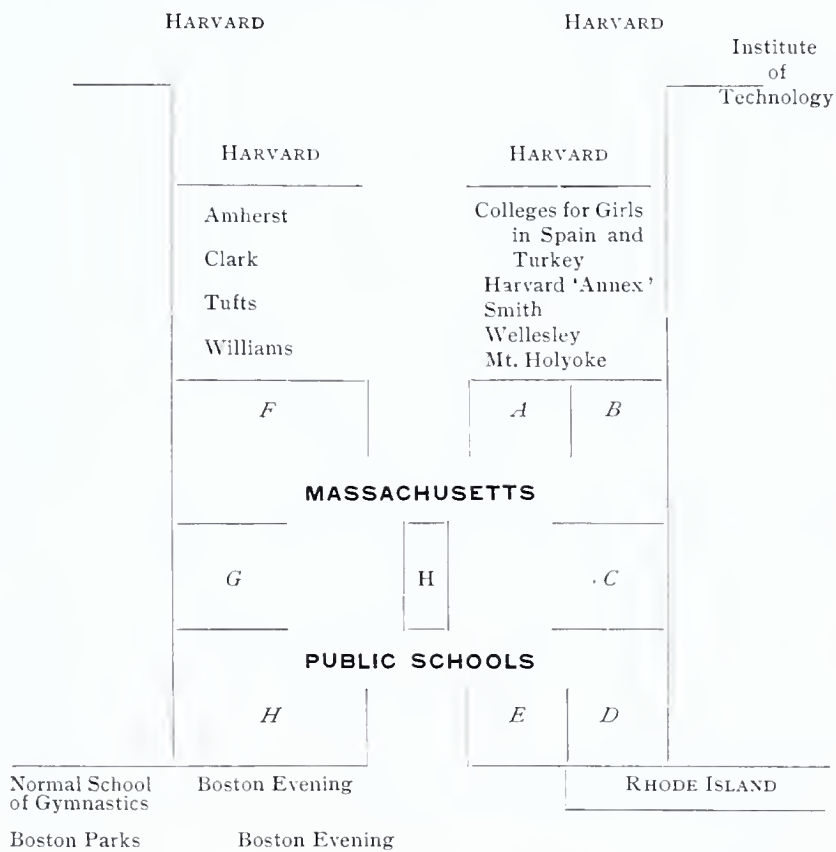 HARVARD
HARVARD
Institute
of
Technology
HARVARD
HARVARD
Amherst
Clark
Tufts
Williams
Colleges for Girls
in Spain and
Turkey
Harvard 'Annex'
Smith
Wellesley
Mt. Holyoke
F
A
B
MASSACHUSETTS
G
H
C
PUBLIC SCHOOLS
H
E
D
Normal School
of Gymnastics
Boston Evening
RHODE ISLAND
Boston Parks
Boston Evening